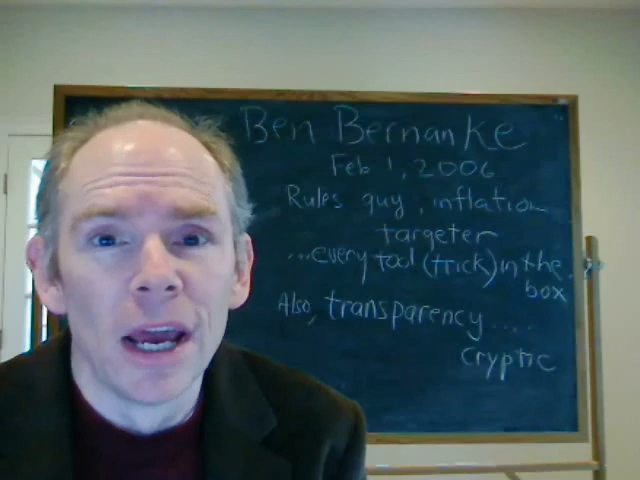 Ben Bernanke
Feb 1, 2006
Rules guy, inflation
targeter
...every tool (trick) in the
box
Also, transparency....
cryptic